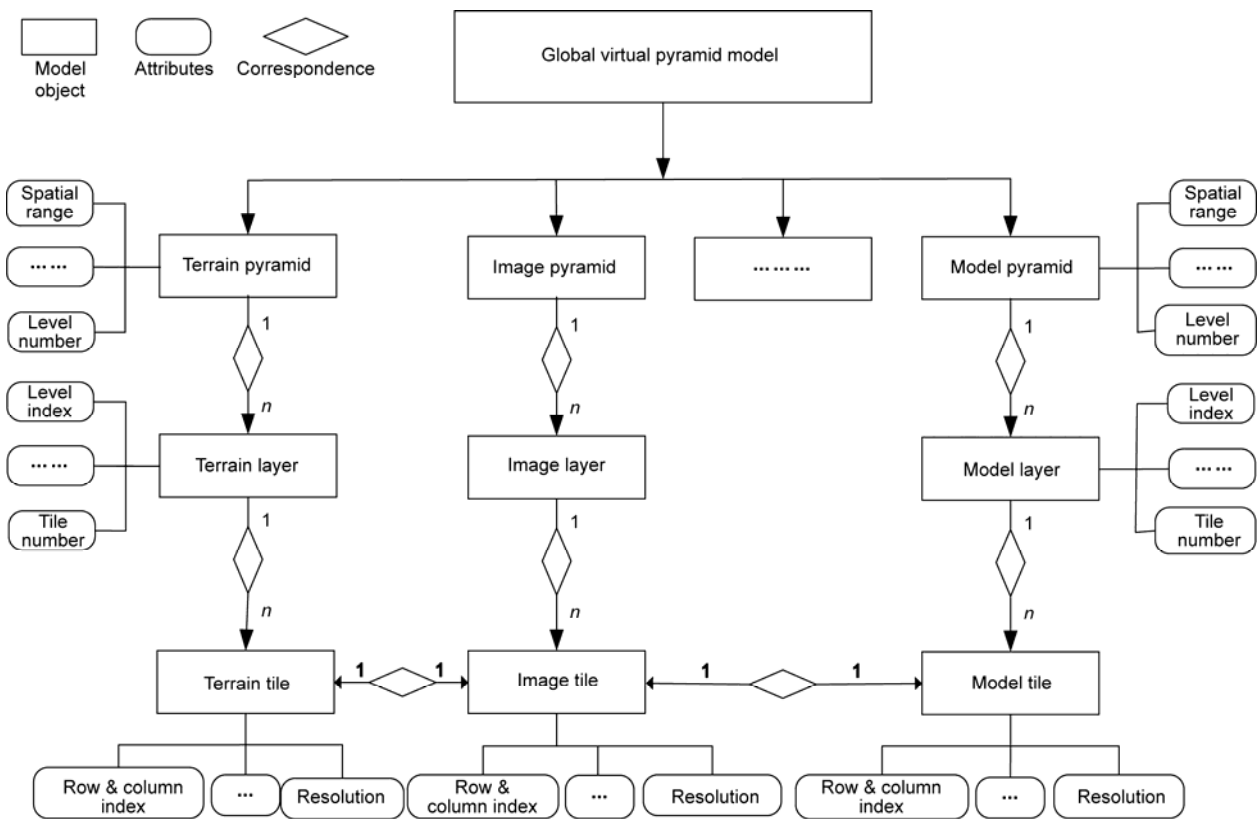 Model
object
Attributes
Correspondence
Global virtual pyramid model
Spatial
range
... ...
Level
number
Terrain pyramid
Image pyramid
... ... ...
Model pyramid
Spatial
range
... ...
Level
number
1
1
1
n
n
n
Level
index
... ...
Tile
number
Terrain layer
Image layer
Model layer
Level
index
... ...
Tile
number
1
1
1
n
n
n
Terrain tile
1
1
Image tile
1
1
Model tile
Row & column
index
...
Resolution
Row &
column index
...
Resolution
Row & column
index
...
Resolution